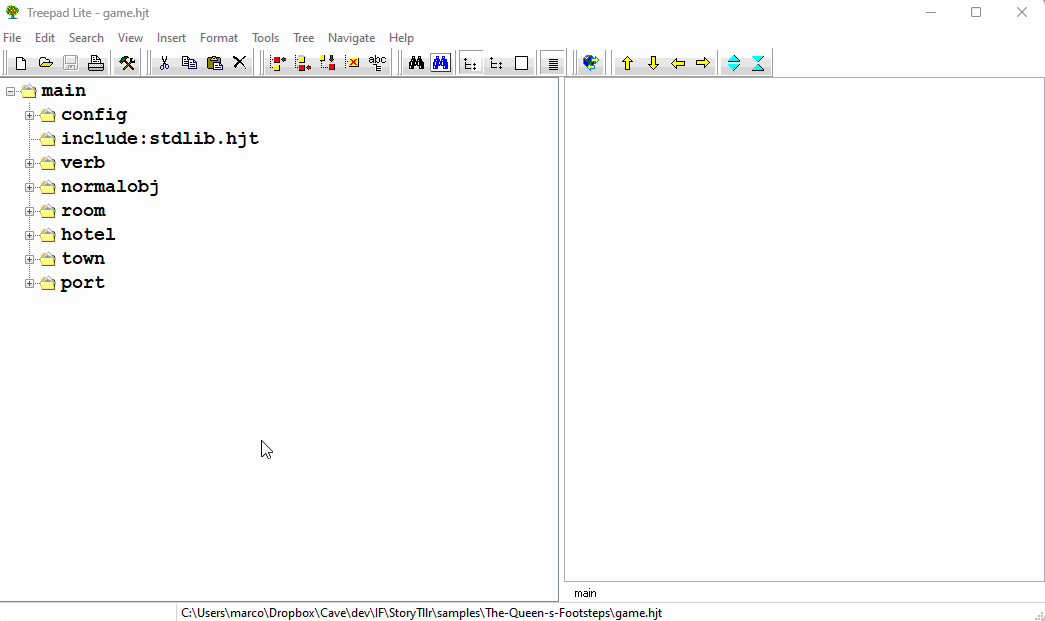 Treepad Lite - game.hjt
File Edit Search View Insert Format Tools Tree Navigate Help
abc
main
config
include:stdlib.hjt
verb
normalobj
room
hotel
town
port
main
C:\Users\marco\Dropbox\Cave\dev\IF\StoryTllr\samples\The-Queen-s-Footsteps\game.hjt